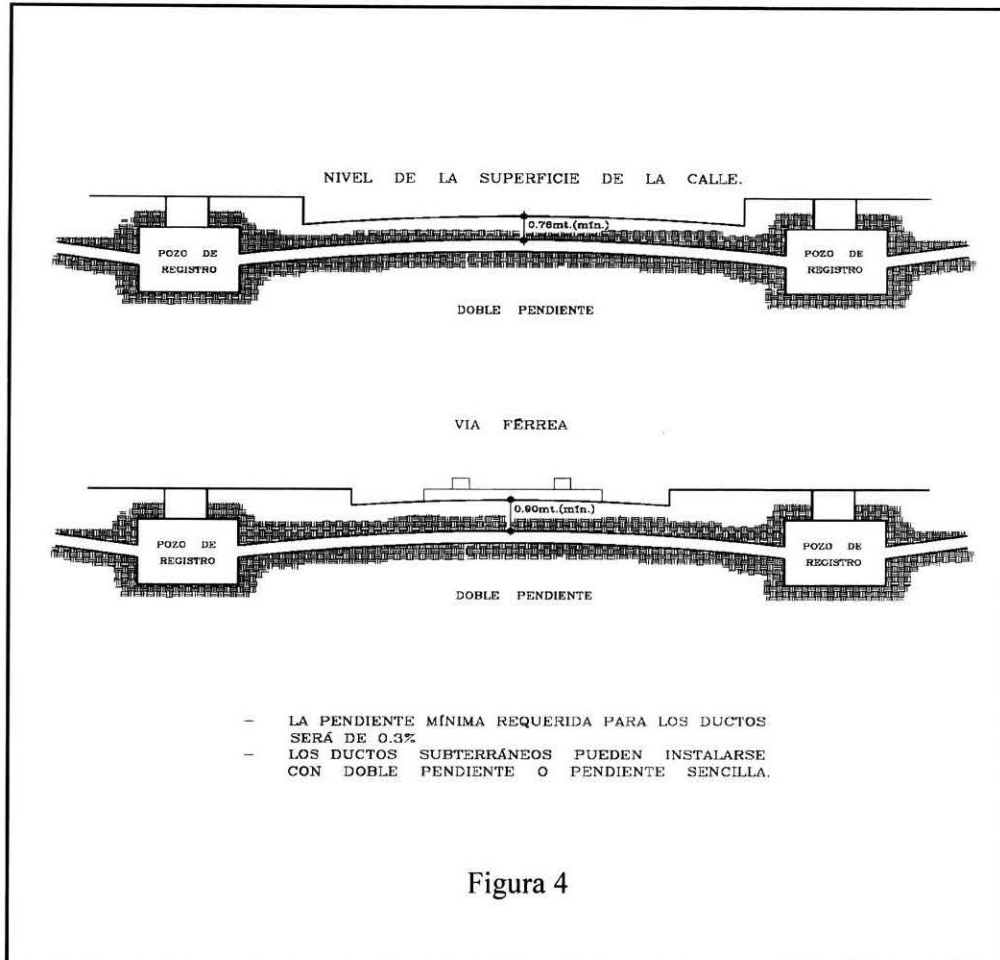 NIVEL DE LA SUPERFICIE DE LA CALLE.
0.76mt.(mín.)
POZO DE
REGISTRO
POZO DE
REGISTRO
DOBLE PENDIENTE
VIA FÉRREA
0.90mt.(mín.)
POZO DE
REGISTRO
POZO DE
REGISTRO
DOBLE PENDIENTE
– LA PENDIENTE MÍNIMA REQUERIDA PARA LOS DUCTOS
SERÁ DE 0.3%
– LOS DUCTOS SUBTERRÁNEOS PUEDEN INSTALARSE
CON DOBLE PENDIENTE O PENDIENTE SENCILLA.
Figura 4